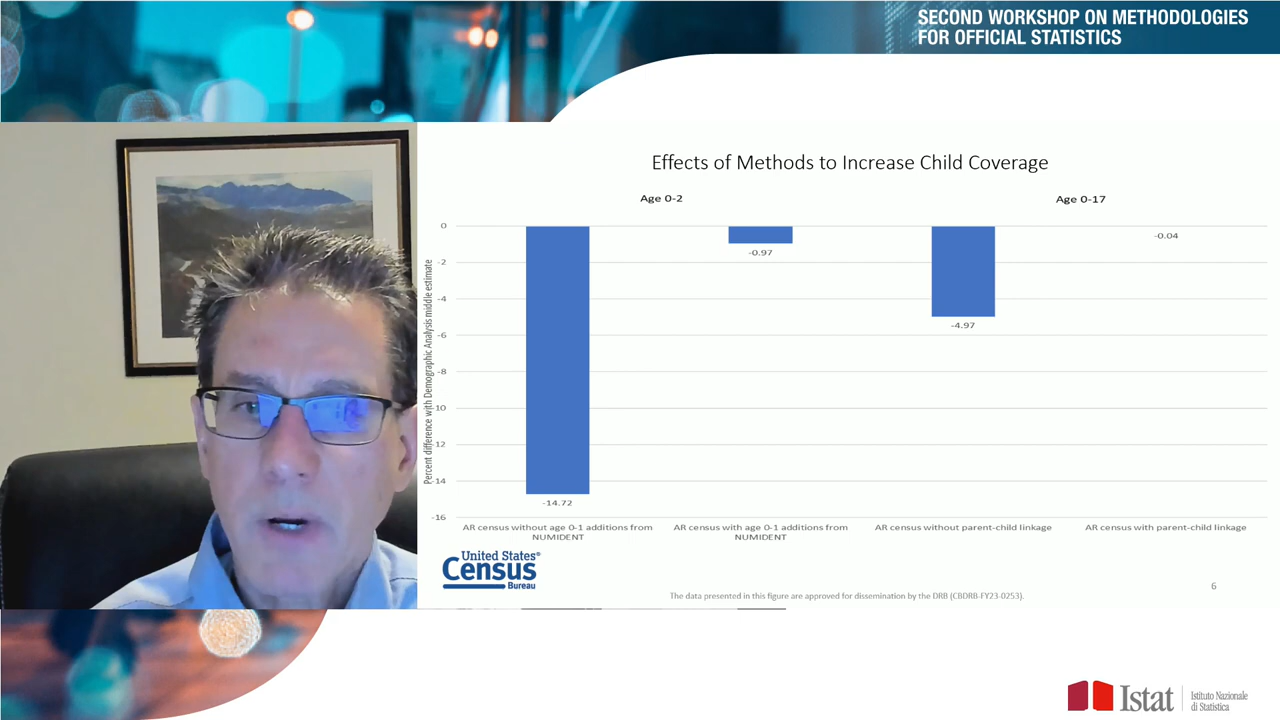 SECOND WORKSHOP ON METHODOLOGIES
FOR OFFICIAL STATISTICS
Effects of Methods to Increase Child Coverage
Age 0-2
Age 0-17
Percent difference with Demographic Analysis middle estimate
0
-2
-4
-6
-8
-10
-12
-14
-16
-14.72
-0.97
-4.97
-0.04
AR census without age 0-1 additions from
NUMIDENT
AR census with age 0-1 additions from
NUMIDENT
AR census without parent-child linkage
AR census with parent-child linkage
United States®
Census
Bureau
The data presented in this figure are approved for dissemination by the DRB (CBDRB-FY23-0253).
6
Istat
Istituto Nazionale
di Statistica